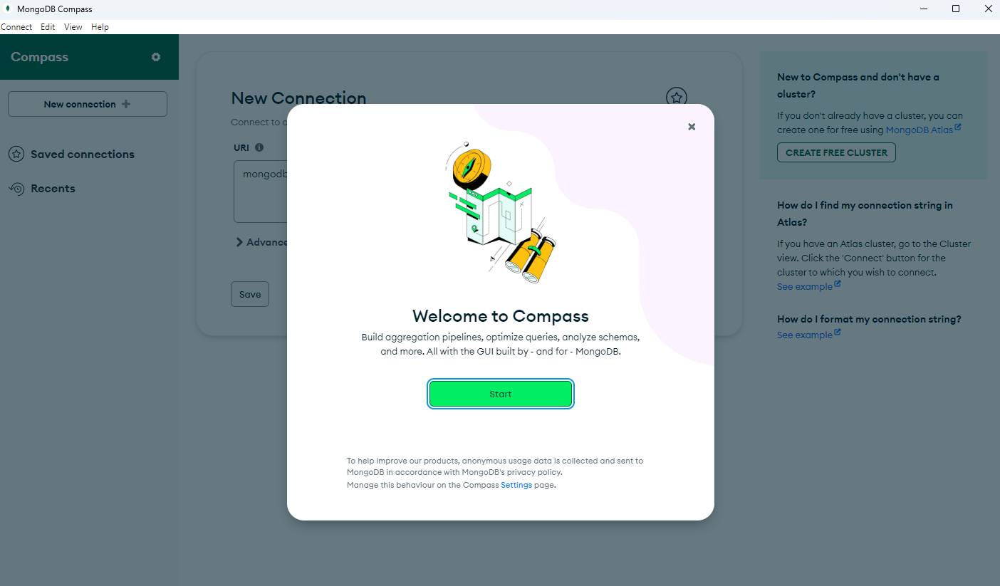 MongoDB Compass
Connect Edit View Help
Compass
New connection
Saved connections
Recents
New Connection
Connect to
URI
mongodb
Advance
Save
Welcome to Compass
Build aggregation pipelines, optimize queries, analyze schemas,
and more. All with the GUI built by - and for - MongoDB.
Start
To help improve our products, anonymous usage data is collected and sent to
MongoDB in accordance with MongoDB's privacy policy.
Manage this behaviour on the Compass Settings page.
New to Compass and don't have a
cluster?
If you don't already have a cluster, you can
create one for free using MongoDB Atlas
CREATE FREE CLUSTER
How do I find my connection string in
Atlas?
If you have an Atlas cluster, go to the Cluster
view. Click the 'Connect' button for the
cluster to which you wish to connect.
See example
How do I format my connection string?
See example